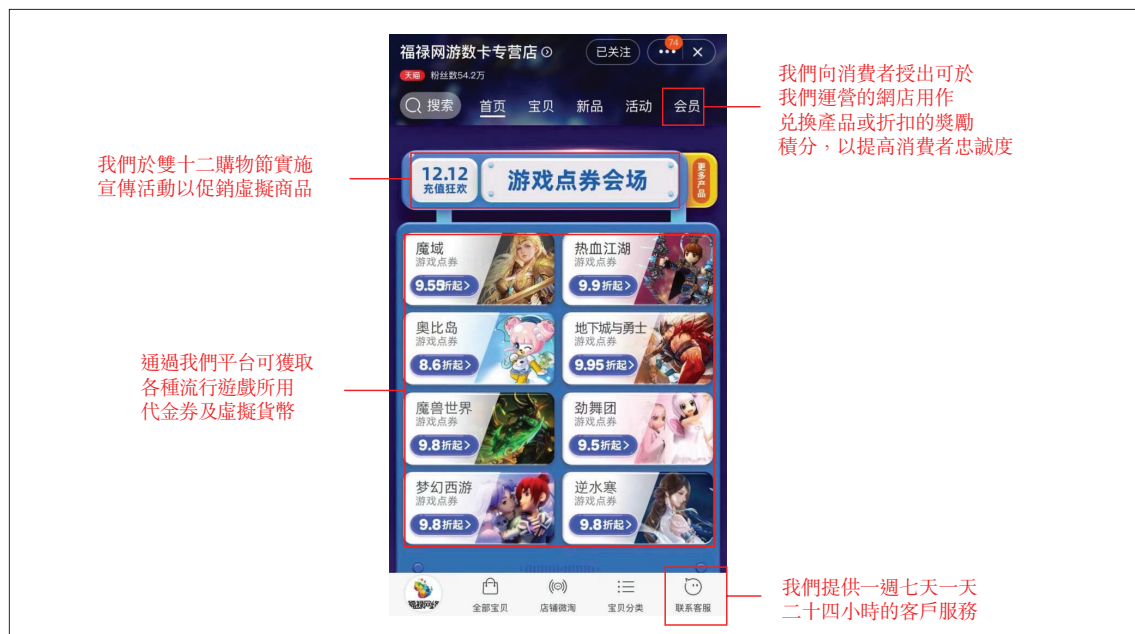 福禄网游数卡专营店
已关注
74
天猫 粉丝数54.2万
搜索 首页 宝贝 新品 活动 会员
我們向消費者授出可於
我們運營的網店用作
兑換產品或折扣的獎勵
積分，以提高消費者忠誠度
我們於雙十二購物節實施
宣傳活動以促銷虛擬商品
12.12
充值狂欢
游戏点券会场
更多产品
魔域
游戏点券
9.55折起>
热血江湖
游戏点券
9.9折起>
奥比岛
游戏点券
8.6折起>
地下城与勇士
游戏点券
9.95折起>
通過我們平台可獲取
各種流行遊戲所用
代金券及虛擬貨幣
魔兽世界
游戏点券
9.8折起>
劲舞团
游戏点券
9.5折起>
梦幻西游
游戏点券
9.8折起>
逆水寒
游戏点券
9.8折起>
福禄网游
全部宝贝
店铺微淘
宝贝分类
联系客服
我們提供一週七天一天
二十四小時的客戶服務